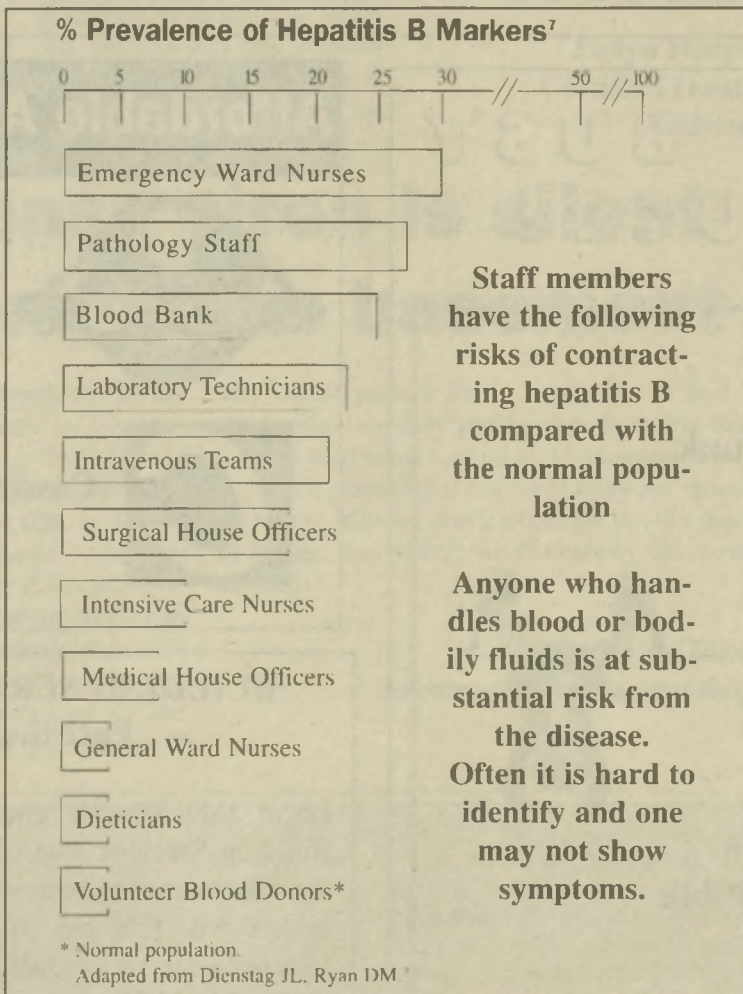 % Prevalence of Hepatitis B Markers⁷
0 5 10 15 20 25 30 50 100
Emergency Ward Nurses
Pathology Staff
Blood Bank
Laboratory Technicians
Intravenous Teams
Surgical House Officers
Intensive Care Nurses
Medical House Officers
General Ward Nurses
Dieticians
Volunteer Blood Donors*
* Normal population
Adapted from Dienstag JL. Ryan DM
Staff members
have the following
risks of contract-
ing hepatitis B
compared with
the normal popu-
lation
Anyone who han-
dles blood or bod-
ily fluids is at sub-
stantial risk from
the disease.
Often it is hard to
identify and one
may not show
symptoms.